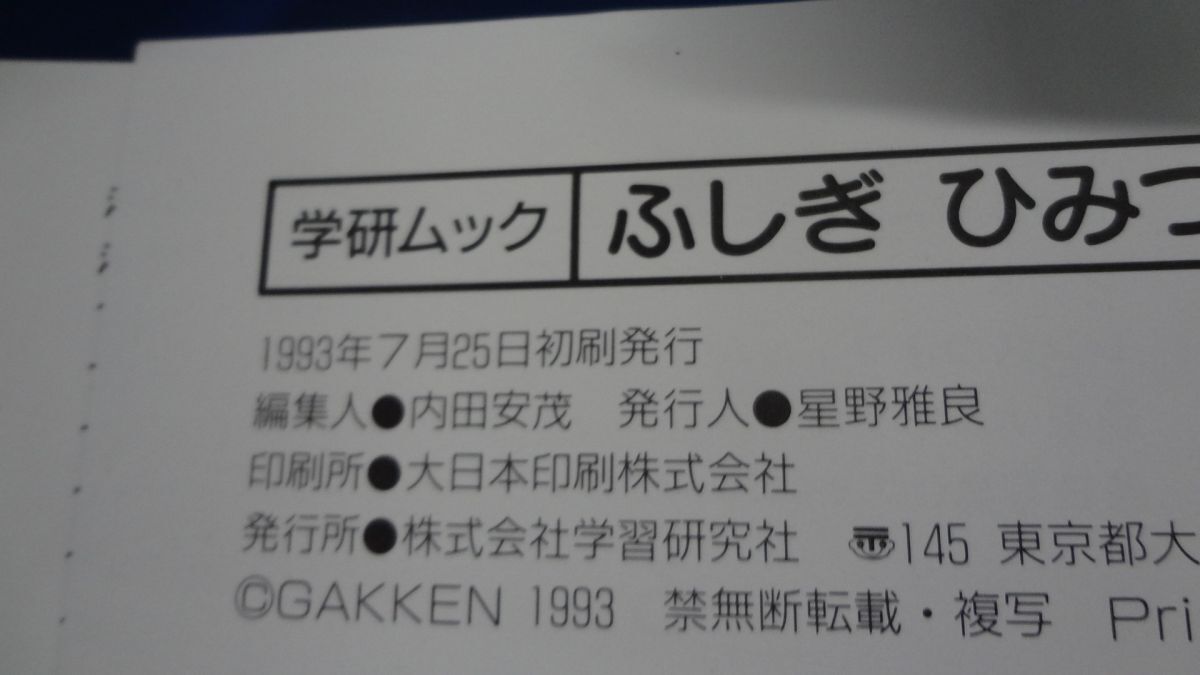 学研ムック ふしぎ ひみつ
1993年7月25日初刷発行
編集人●内田安茂 発行人●星野雅良
印刷所●大日本印刷株式会社
発行所●株式会社学習研究社 〠145 東京都大
©GAKKEN 1993 禁無断転載・複写 Pri